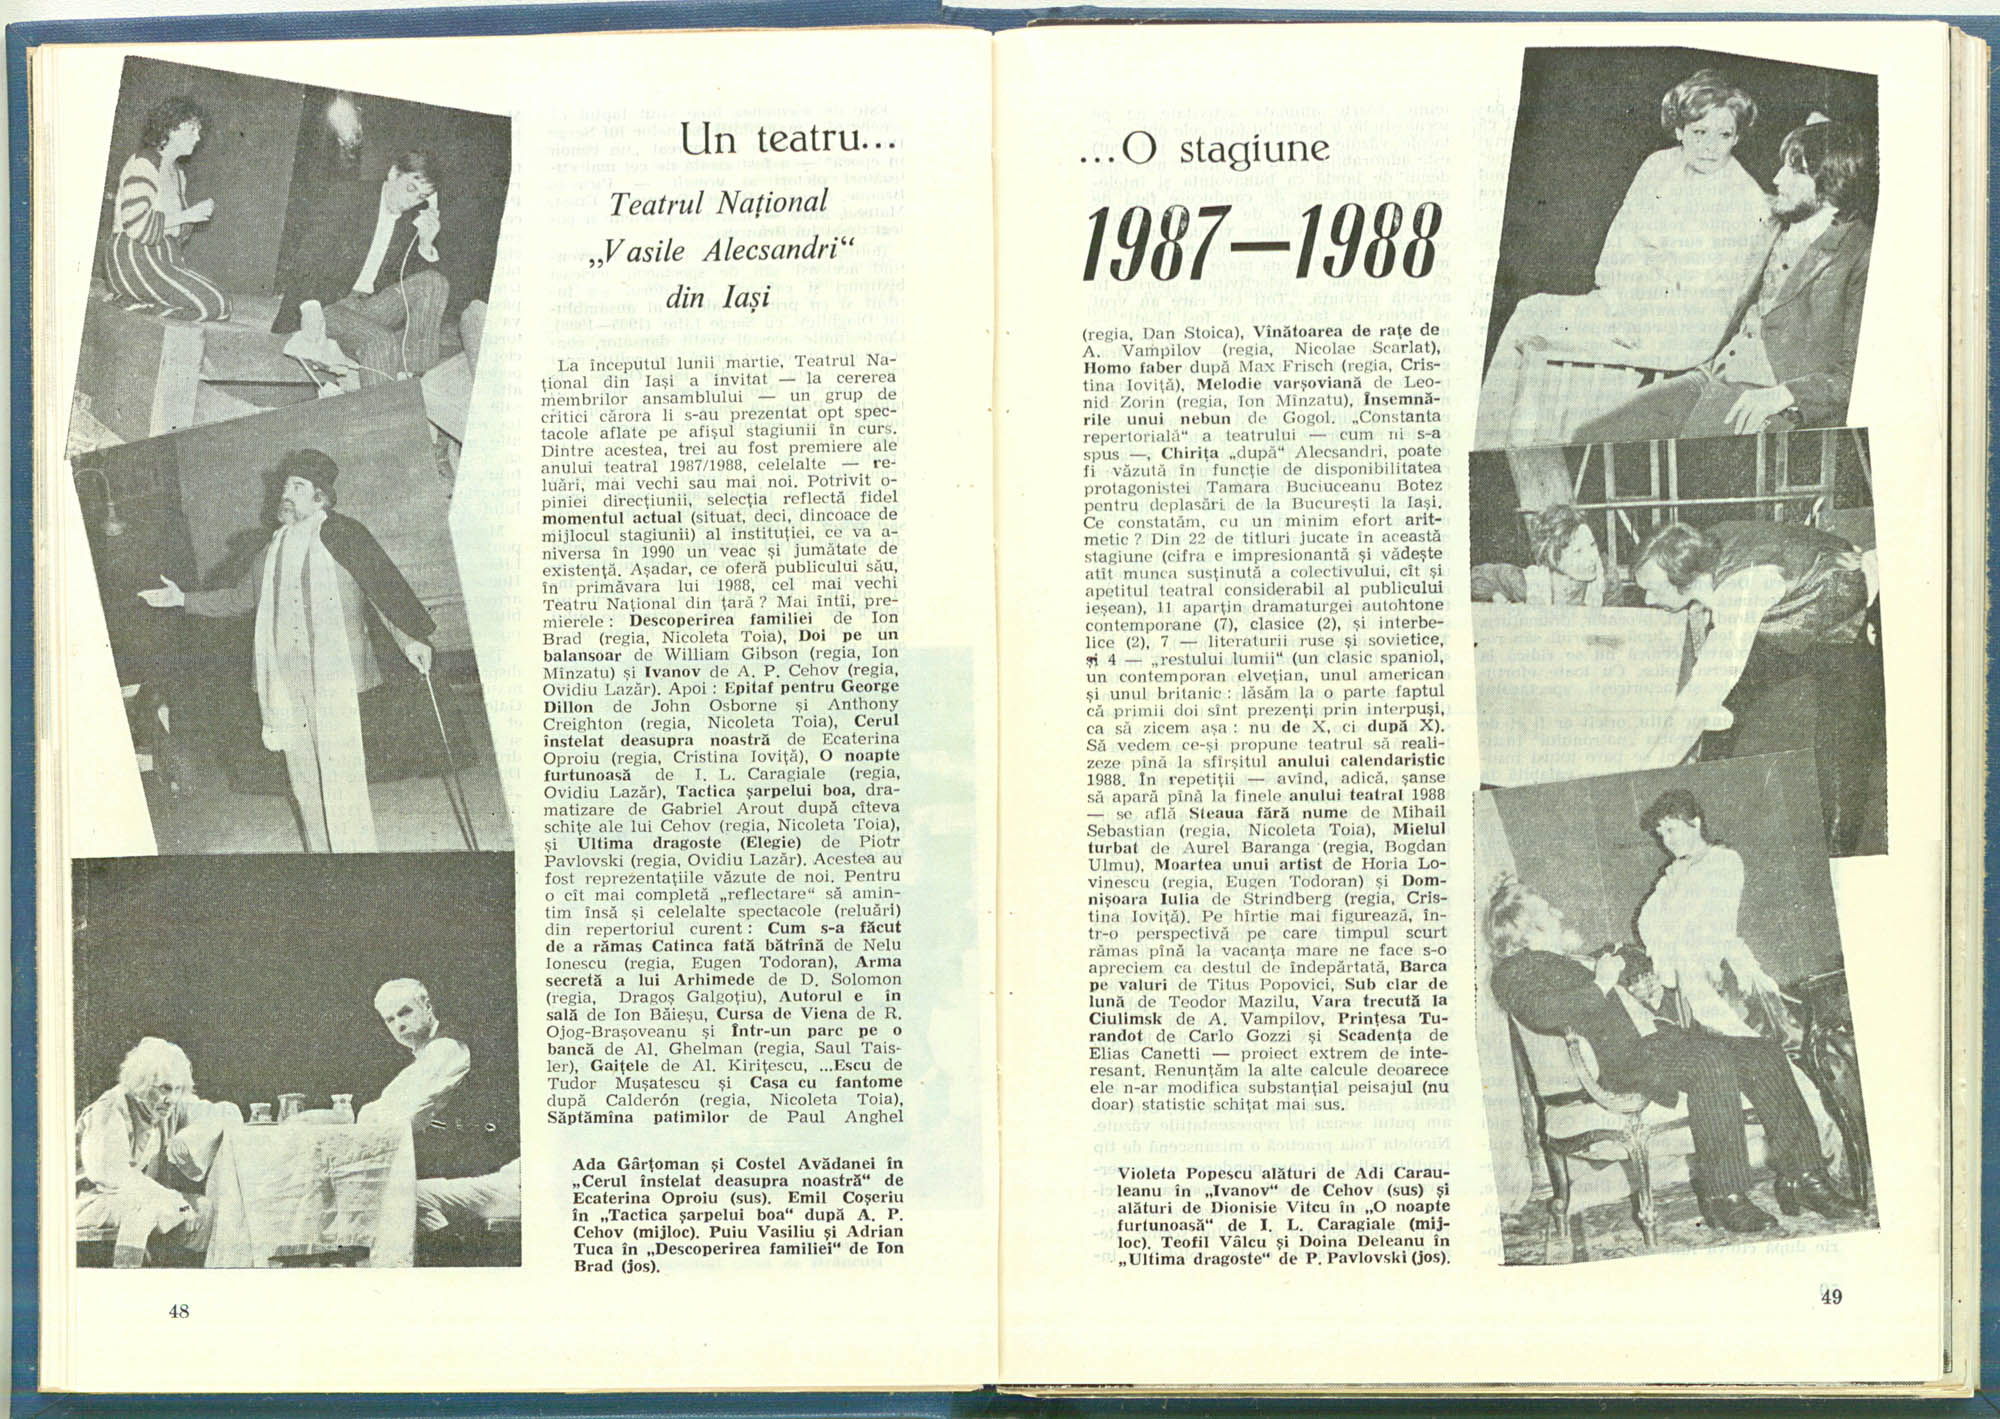 Un teatru...
Teatrul Național
„Vasile Alecsandri“
din Iași
La începutul lunii martie, Teatrul Na-
țional din Iași a invitat — la cererea
membrilor ansamblului — un grup de
critici cărora li s-au prezentat opt spec-
tacole aflate pe afișul stagiunii în curs.
Dintre acestea, trei au fost premiere ale
anului teatral 1987/1988, celelalte — re-
luări, mai vechi sau mai noi. Potrivit o-
piniei direcțiunii, selecția reflectă fidel
momentul actual (situat, deci, dincoace de
mijlocul stagiunii) al instituției, ce va a-
niversa în 1990 un veac și jumătate de
existență. Așadar, ce oferă publicului său,
în primăvara lui 1988, cel mai vechi
Teatru Național din țară ? Mai întîi, pre-
mierele : Descoperirea familiei de Ion
Brad (regia, Nicoleta Toia), Doi pe un
balansoar de William Gibson (regia, Ion
Mînzatu) și Ivanov de A. P. Cehov (regia,
Ovidiu Lazăr). Apoi : Epitaf pentru George
Dillon de John Osborne și Anthony
Creighton (regia, Nicoleta Toia), Cerul
înstelat deasupra noastră de Ecaterina
Oproiu (regia, Cristina Ioviță), O noapte
furtunoasă de I. L. Caragiale (regia,
Ovidiu Lazăr), Tactica șarpelui boa, dra-
matizare de Gabriel Arout după cîteva
schițe ale lui Cehov (regia, Nicoleta Toia),
și Ultima dragoste (Elegie) de Piotr
Pavlovski (regia, Ovidiu Lazăr). Acestea au
fost reprezentațiile văzute de noi. Pentru
o cît mai completă „reflectare“ să amin-
tim însă și celelalte spectacole (reluări)
din repertoriul curent : Cum s-a făcut
de a rămas Catinca fată bătrînă de Nelu
Ionescu (regia, Eugen Todoran), Arma
secretă a lui Arhimede de D. Solomon
(regia, Dragoș Galgoțiu), Autorul e în
sală de Ion Băieșu, Cursa de Viena de R.
Ojog-Brașoveanu și Într-un parc pe o
bancă de Al. Ghelman (regia, Saul Tais-
ler), Gaițele de Al. Kirițescu, ...Escu de
Tudor Mușatescu și Casa cu fantome
după Calderón (regia, Nicoleta Toia),
Săptămîna patimilor de Paul Anghel
Ada Gârțoman și Costel Avădanei în
„Cerul înstelat deasupra noastră“ de
Ecaterina Oproiu (sus). Emil Coșeriu
în „Tactica șarpelui boa“ după A. P.
Cehov (mijloc). Puiu Vasiliu și Adrian
Tuca în „Descoperirea familiei“ de Ion
Brad (jos).
48
...O stagiune
1987—1988
(regia, Dan Stoica), Vînătoarea de rațe de
A. Vampilov (regia, Nicolae Scarlat),
Homo faber după Max Frisch (regia, Cris-
tina Ioviță), Melodie varșoviană de Leo-
nid Zorin (regia, Ion Mînzatu), Însemnă-
rile unui nebun de Gogol. „Constanta
repertorială“ a teatrului — cum ni s-a
spus —, Chirița „după“ Alecsandri, poate
fi văzută în funcție de disponibilitatea
protagonistei Tamara Buciuceanu Botez
pentru deplasări de la București la Iași.
Ce constatăm, cu un minim efort arit-
metic ? Din 22 de titluri jucate în această
stagiune (cifra e impresionantă și vădește
atît munca susținută a colectivului, cît și
apetitul teatral considerabil al publicului
ieșean), 11 aparțin dramaturgei autohtone
contemporane (7), clasice (2), și interbe-
lice (2), 7 — literaturii ruse și sovietice,
și 4 — „restului lumii“ (un clasic spaniol,
un contemporan elvețian, unul american
și unul britanic : lăsăm la o parte faptul
că primii doi sînt prezenți prin interpuși,
ca să zicem așa : nu de X, ci după X).
Să vedem ce-și propune teatrul să reali-
zeze pînă la sfîrșitul anului calendaristic
1988. În repetiții — avînd, adică, șanse
să apară pînă la finele anului teatral 1988
— se află Steaua fără nume de Mihail
Sebastian (regia, Nicoleta Toia), Mielul
turbat de Aurel Baranga (regia, Bogdan
Ulmu), Moartea unui artist de Horia Lo-
vinescu (regia, Eugen Todoran) și Dom-
nișoara Iulia de Strindberg (regia, Cris-
tina Ioviță). Pe hîrtie mai figurează, în-
tr-o perspectivă pe care timpul scurt
rămas pînă la vacanța mare ne face s-o
apreciem ca destul de îndepărtată, Barca
pe valuri de Titus Popovici, Sub clar de
lună de Teodor Mazilu, Vara trecută la
Ciulimsk de A. Vampilov, Prințesa Tu-
randot de Carlo Gozzi și Scadența de
Elias Canetti — proiect extrem de inte-
resant. Renunțăm la alte calcule deoarece
ele n-ar modifica substanțial peisajul (nu
doar) statistic schițat mai sus.
Violeta Popescu alături de Adi Carau-
leanu în „Ivanov“ de Cehov (sus) și
alături de Dionisie Vitcu în „O noapte
furtunoasă“ de I. L. Caragiale (mij-
loc). Teofil Vâlcu și Doina Deleanu în
„Ultima dragoste“ de P. Pavlovski (jos).
49